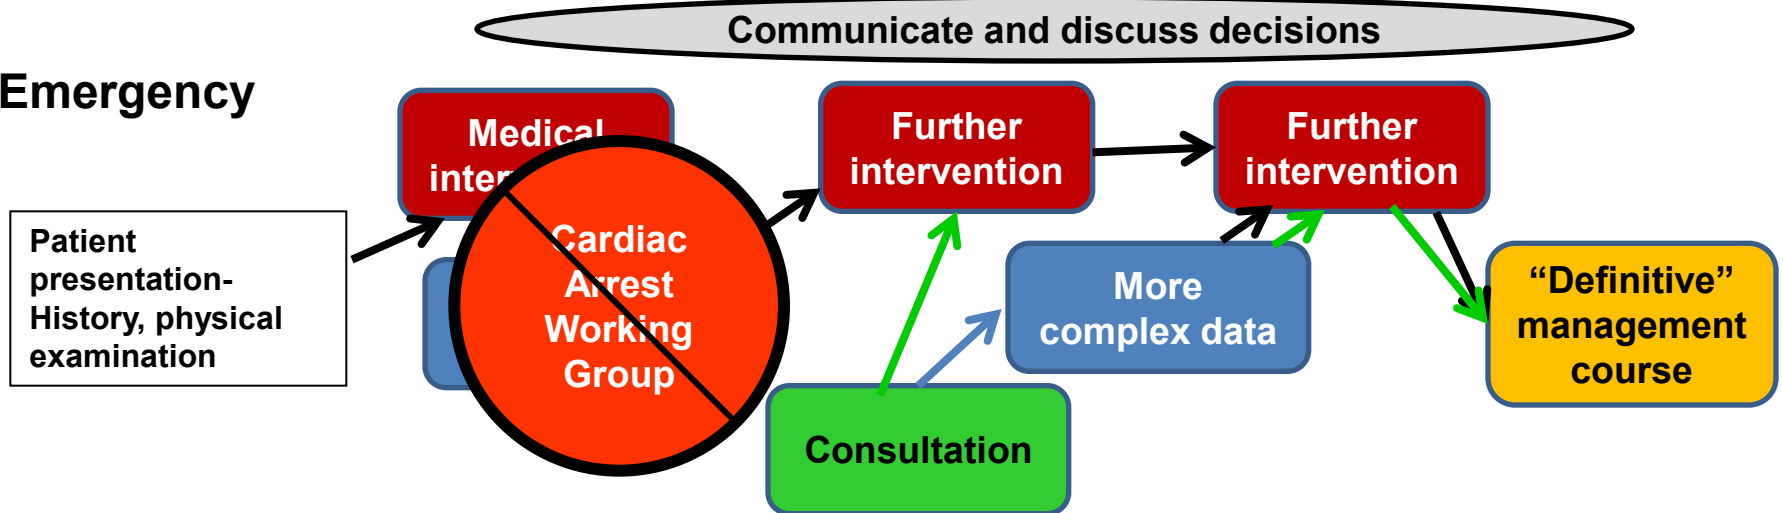 Communicate and discuss decisions
Emergency
Medical
Further
intervention
Further
intervention
Patient
presentation-
History, physical
examination
Cardiac
Arrest
Working
Group
More
complex data
“Definitive”
management
course
Consultation